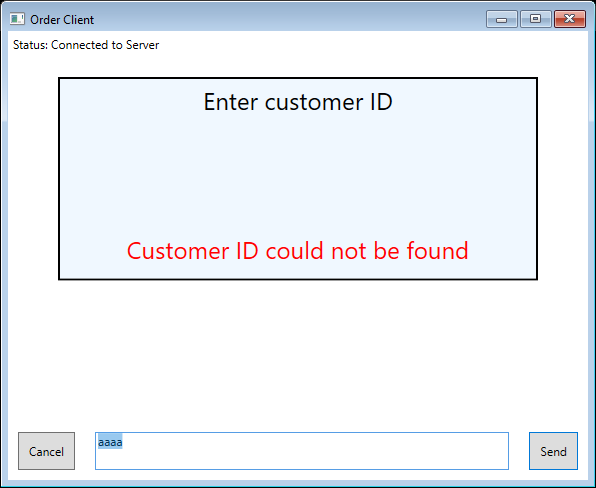 Order Client
Status: Connected to Server
Enter customer ID
Customer ID could not be found
Cancel
aaaa
Send